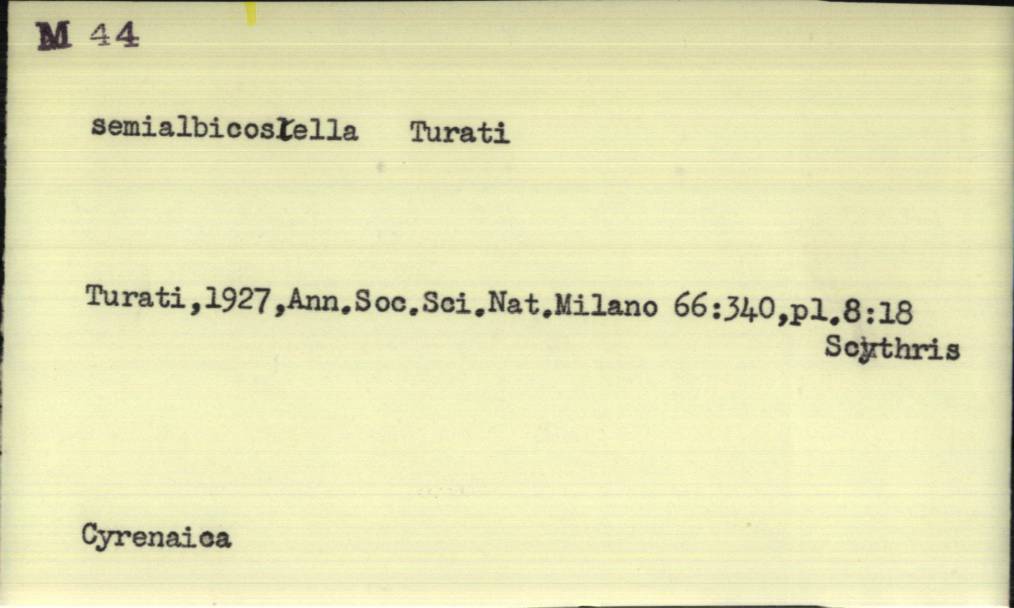 M 44
semialbicostella Turati
Turati,1927,Ann.Soc.Sci.Nat.Milano 66:340,pl.8:18
Scythris
Cyrenaica